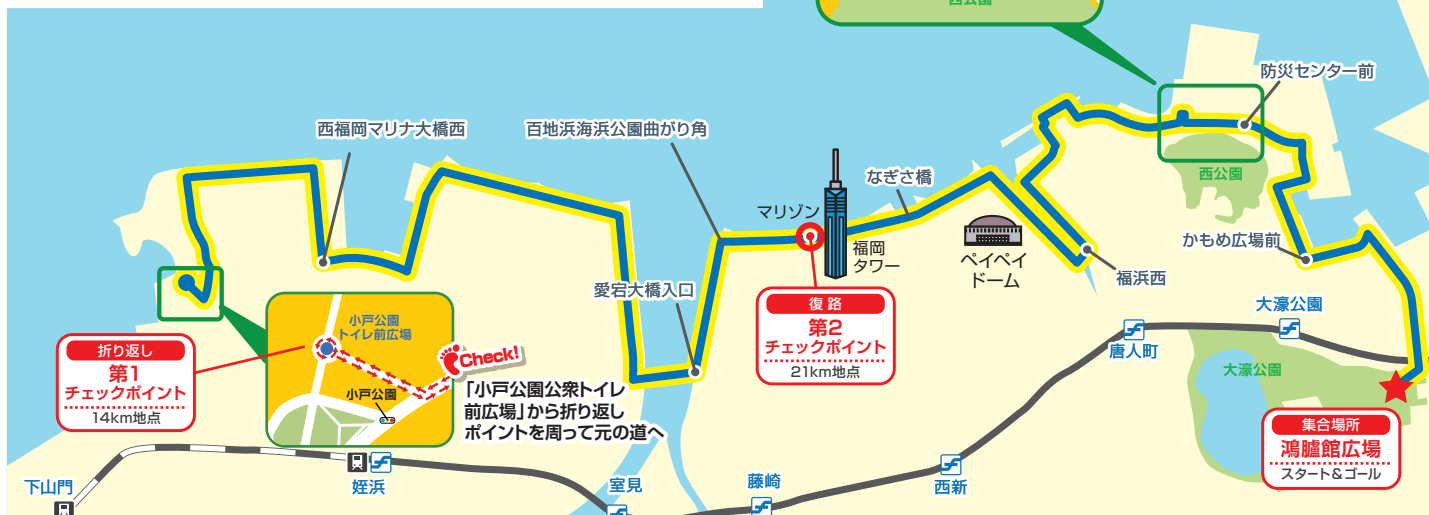 西公園
防災センター前
西福岡マリナ大橋西
百地浜海浜公園曲がり角
なぎさ橋
西公園
マリゾン
福岡
タワー
ペイペイ
ドーム
かもめ広場前
福浜西
愛宕大橋入口
大濠公園
唐人町
大濠公園
復 路
第2
チェックポイント
21km地点
折り返し
第1
チェックポイント
14km地点
小戸公園
トイレ前広場
小戸公園
Check!
「小戸公園公衆トイレ
前広場」から折り返し
ポイントを周って元の道へ
集合場所
鴻臚館広場
スタート&ゴール
下山門
姪浜
室見
藤崎
西新